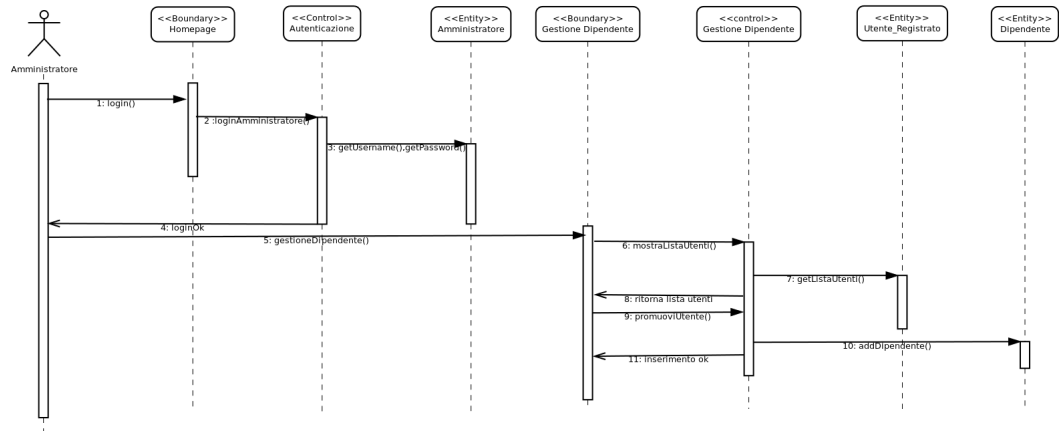 <<Boundary>>
Homepage
<<Control>>
Autenticazione
<<Entity>>
Amministratore
<<Boundary>>
Gestione Dipendente
<<control>>
Gestione Dipendente
<<Entity>>
Utente_Registrato
<<Entity>>
Dipendente
Amministratore
1: login()
2 :loginAmministratore()
3: getUsername(),getPassword()
4: loginOk
5: gestioneDipendente()
6: mostraListaUtenti()
7: getListaUtenti()
8: ritorna lista utenti
9: promuoviUtente()
10: addDipendente()
11: inserimento ok